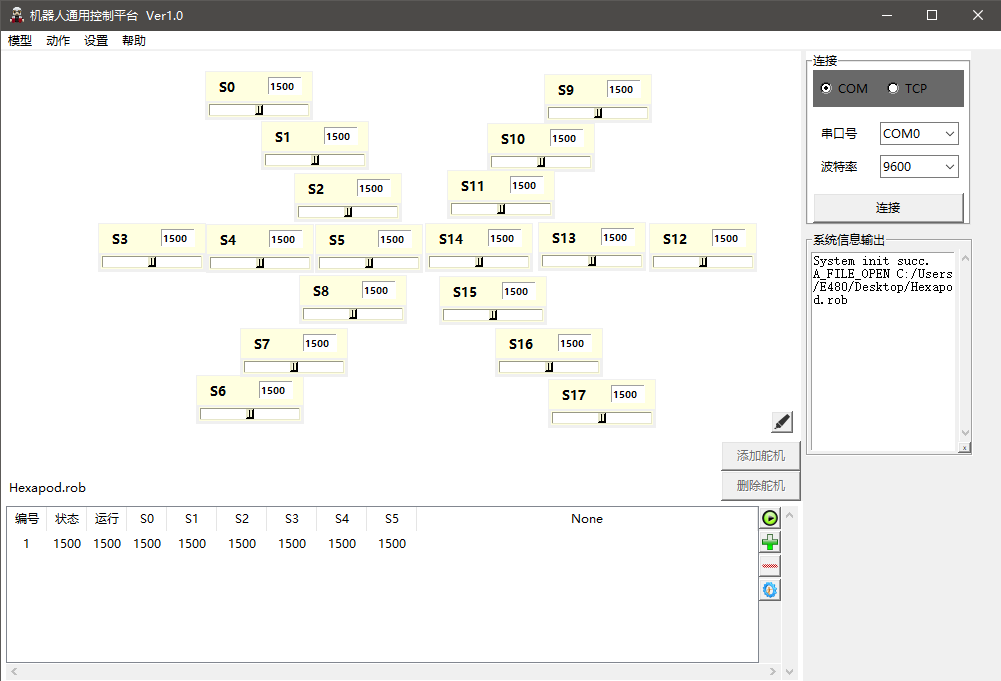 机器人通用控制平台 Ver1.0
模型 动作 设置 帮助
S0 1500
S9 1500
S1 1500
S10 1500
S2 1500
S11 1500
S3 1500
S4 1500
S5 1500
S14 1500
S13 1500
S12 1500
S8 1500
S15 1500
S7 1500
S16 1500
S6 1500
S17 1500
添加舵机
删除舵机
连接
COM TCP
串口号 COM0
波特率 9600
连接
系统信息输出
System init succ.
A_FILE_OPEN C:/Users
/E480/Desktop/Hexapo
d.rob
Hexapod.rob
编号 状态 运行 S0 S1 S2 S3 S4 S5 None
1 1500 1500 1500 1500 1500 1500 1500 1500